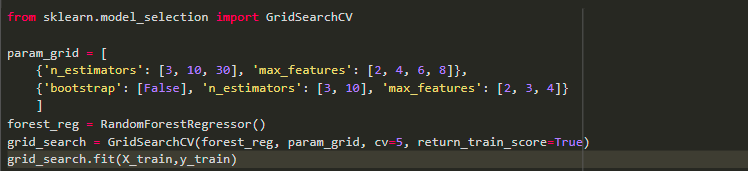 from sklearn.model_selection import GridSearchCV
param_grid = [
    {'n_estimators': [3, 10, 30], 'max_features': [2, 4, 6, 8]},
    {'bootstrap': [False], 'n_estimators': [3, 10], 'max_features': [2, 3, 4]}
    ]
forest_reg = RandomForestRegressor()
grid_search = GridSearchCV(forest_reg, param_grid, cv=5, return_train_score=True)
grid_search.fit(X_train,y_train)